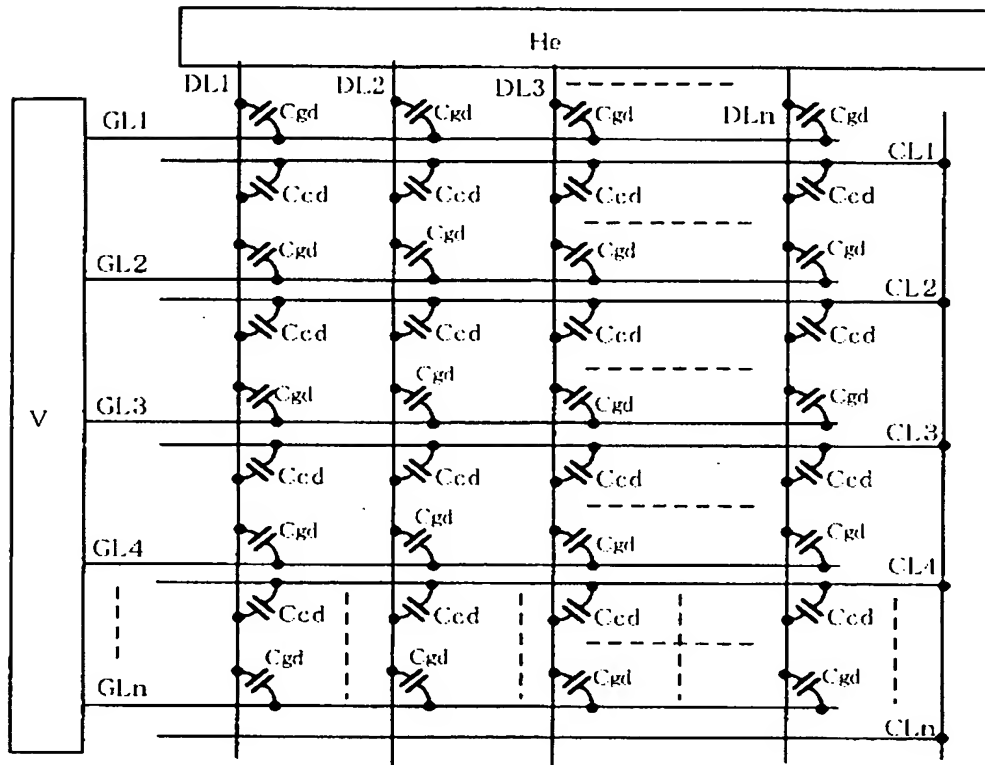 He
DL1 DL2 DL3 DLn
Cgd Cgd Cgd Cgd
GL1
CL1
Ccd Ccd Ccd Ccd
Cgd Cgd Cgd Cgd
GL2
CL2
Ccd Ccd Ccd Ccd
Cgd Cgd Cgd Cgd
V GL3
CL3
Ccd Ccd Ccd Ccd
Cgd Cgd Cgd Cgd
GL4
CL4
Ccd Ccd Ccd Ccd
Cgd Cgd Cgd Cgd
GLn
CLn